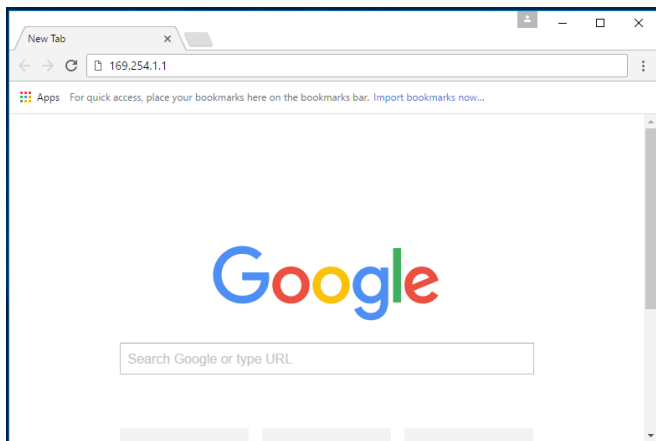 New Tab
169.254.1.1
Apps For quick access, place your bookmarks here on the bookmarks bar. Import bookmarks now...
Google
Search Google or type URL